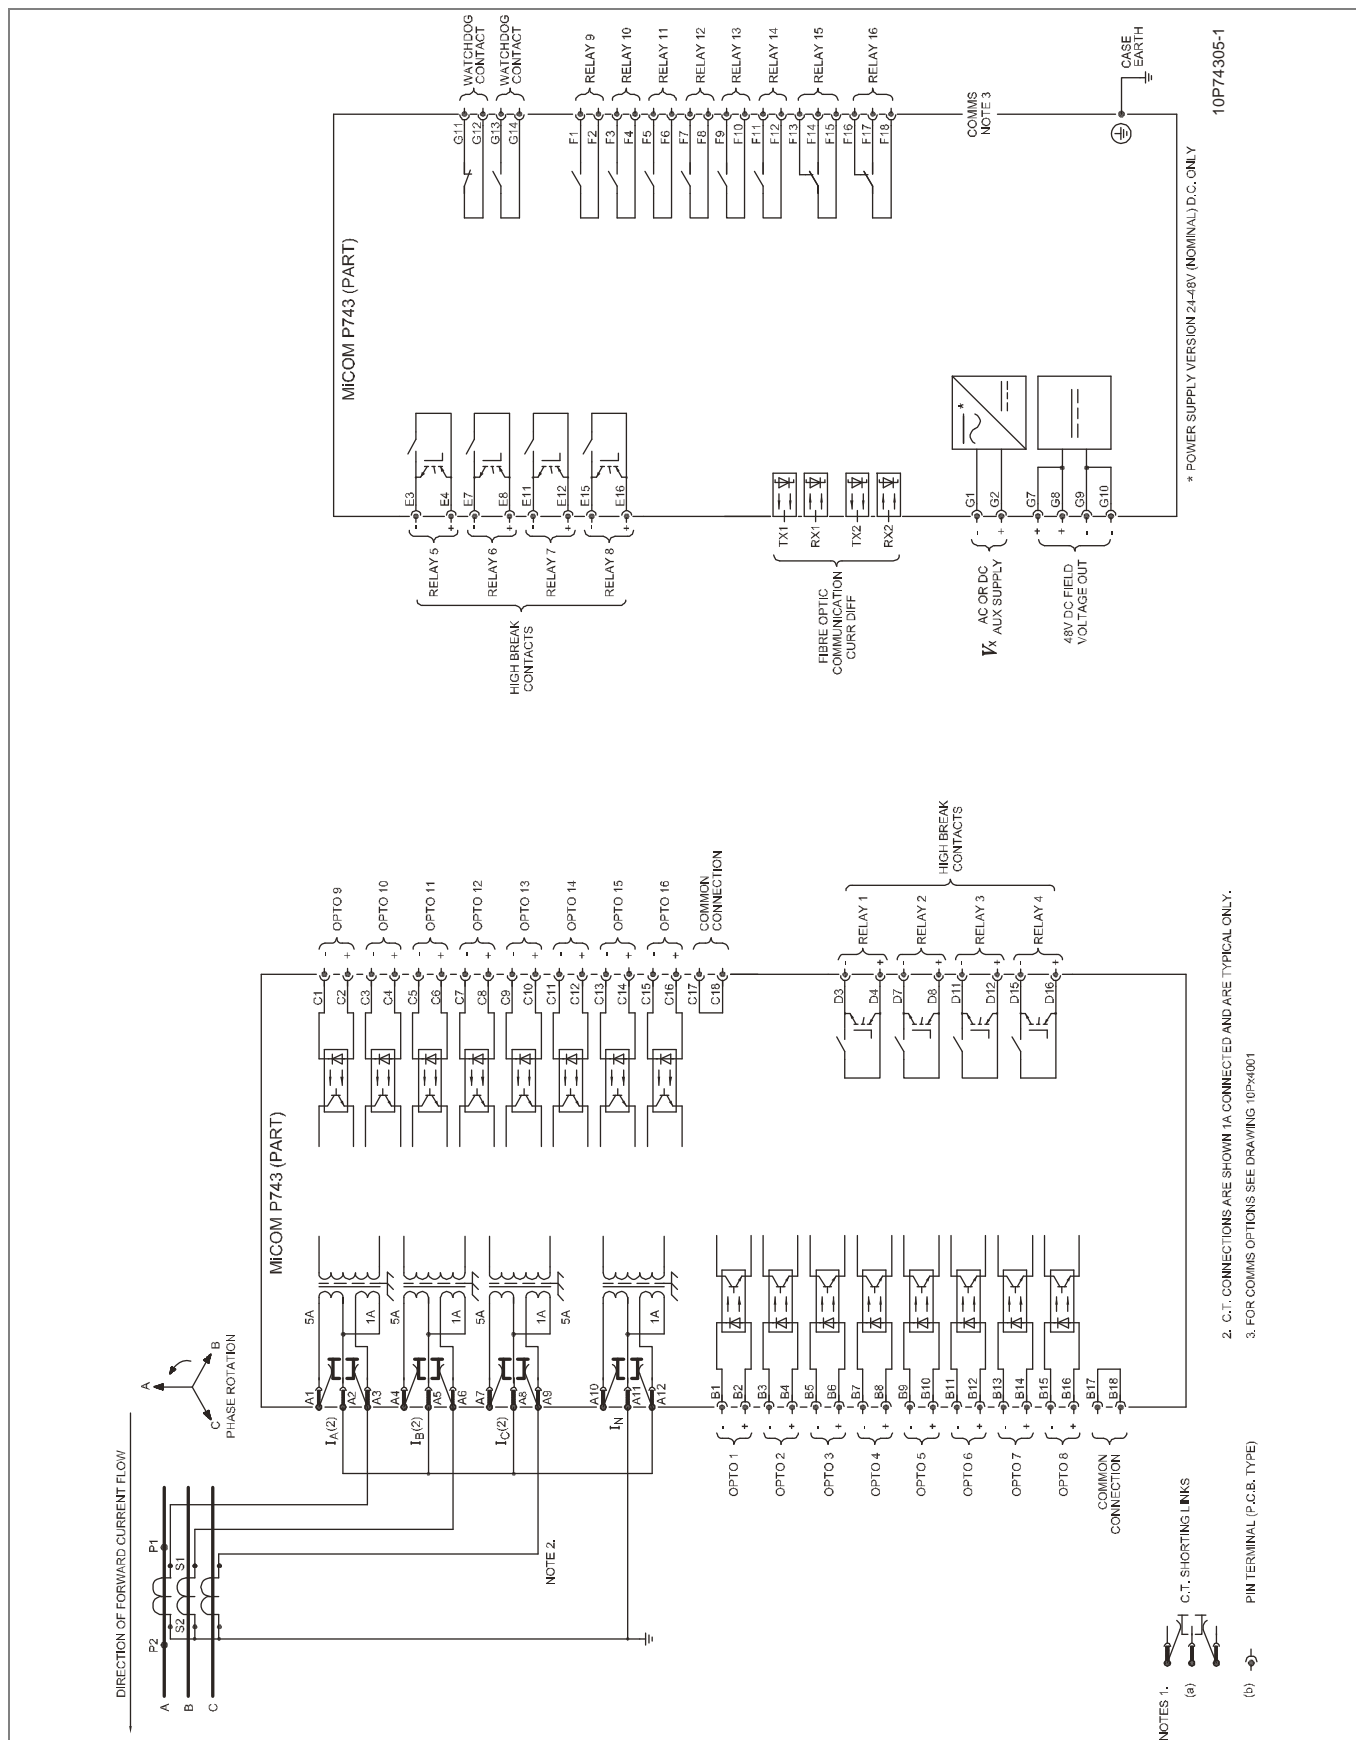 DIRECTION OF FORWARD CURRENT FLOW
A
B
C
P2
P1
S2
S1
A
B
C
PHASE ROTATION
NOTE 2.
MiCOM P743 (PART)
A1
A2
A3
A4
A5
A6
A7
A8
A9
A10
A11
A12
IA(2)
IB(2)
IC(2)
IN
5A
1A
5A
1A
5A
1A
5A
1A
OPTO 1
- B1
+ B2
OPTO 2
- B3
+ B4
OPTO 3
- B5
+ B6
OPTO 4
- B7
+ B8
OPTO 5
- B9
+ B10
OPTO 6
- B11
+ B12
OPTO 7
- B13
+ B14
OPTO 8
- B15
+ B16
COMMON
CONNECTION
B17
B18
C1 -
C2 +
OPTO 9
C3 -
C4 +
OPTO 10
C5 -
C6 +
OPTO 11
C7 -
C8 +
OPTO 12
C9 -
C10 +
OPTO 13
C11 -
C12 +
OPTO 14
C13 -
C14 +
OPTO 15
C15 -
C16 +
OPTO 16
C17
C18
COMMON
CONNECTION
D3 -
D4 +
RELAY 1
D7 -
D8 +
RELAY 2
D11 -
D12 +
RELAY 3
D15 -
D16 +
RELAY 4
HIGH BREAK
CONTACTS
NOTES 1.
(a)
C.T. SHORTING LINKS
(b)
PIN TERMINAL (P.C.B. TYPE)
2. C.T. CONNECTIONS ARE SHOWN 1A CONNECTED AND ARE TYPICAL ONLY.
3. FOR COMMS OPTIONS SEE DRAWING 10Px4001
MiCOM P743 (PART)
HIGH BREAK
CONTACTS
RELAY 5
- E3
+ E4
RELAY 6
- E7
+ E8
RELAY 7
- E11
+ E12
RELAY 8
- E15
+ E16
FIBRE OPTIC
COMMUNICATION
CURR DIFF
TX1
RX1
TX2
RX2
Vx
AC OR DC
AUX SUPPLY
- G1
+ G2
*
48V DC FIELD
VOLTAGE OUT
+ G7
+ G8
- G9
- G10
G11
G12
WATCHDOG
CONTACT
G13
G14
WATCHDOG
CONTACT
F1
F2
RELAY 9
F3
F4
RELAY 10
F5
F6
RELAY 11
F7
F8
RELAY 12
F9
F10
RELAY 13
F11
F12
RELAY 14
F13
F14
F15
RELAY 15
F16
F17
F18
RELAY 16
COMMS
NOTE 3
CASE
EARTH
* POWER SUPPLY VERSION 24-48V (NOMINAL) D.C. ONLY
10P74305-1